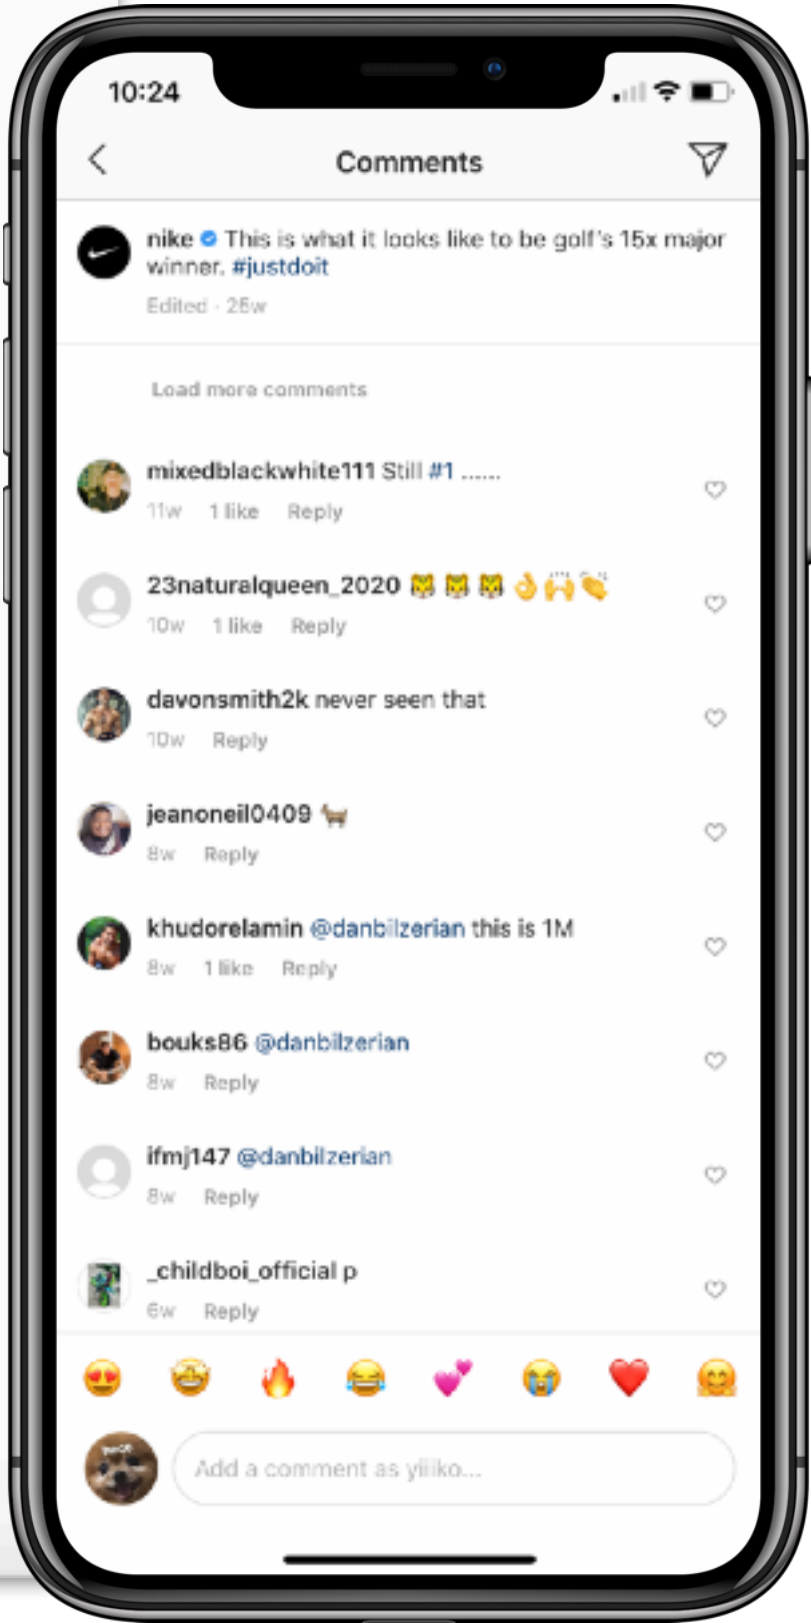 10:24
Comments
nike This is what it looks like to be golf's 15x major
winner. #justdoit
Edited · 25w
Load more comments
mixedblackwhite111 Still #1 ......
11w 1 like Reply
23naturalqueen_2020 🐯 🐯 🐯 👌 🙌 👏
10w 1 like Reply
davonsmith2k never seen that
10w Reply
jeanoneil0409 🐐
8w Reply
khudorelamin @danbilzerian this is 1M
8w 1 like Reply
bouks86 @danbilzerian
8w Reply
ifmj147 @danbilzerian
8w Reply
_childboi_official p
6w Reply
😍 🤩 🔥 😂 💕 😭 ❤️ 🤗
Add a comment as yiiiko...